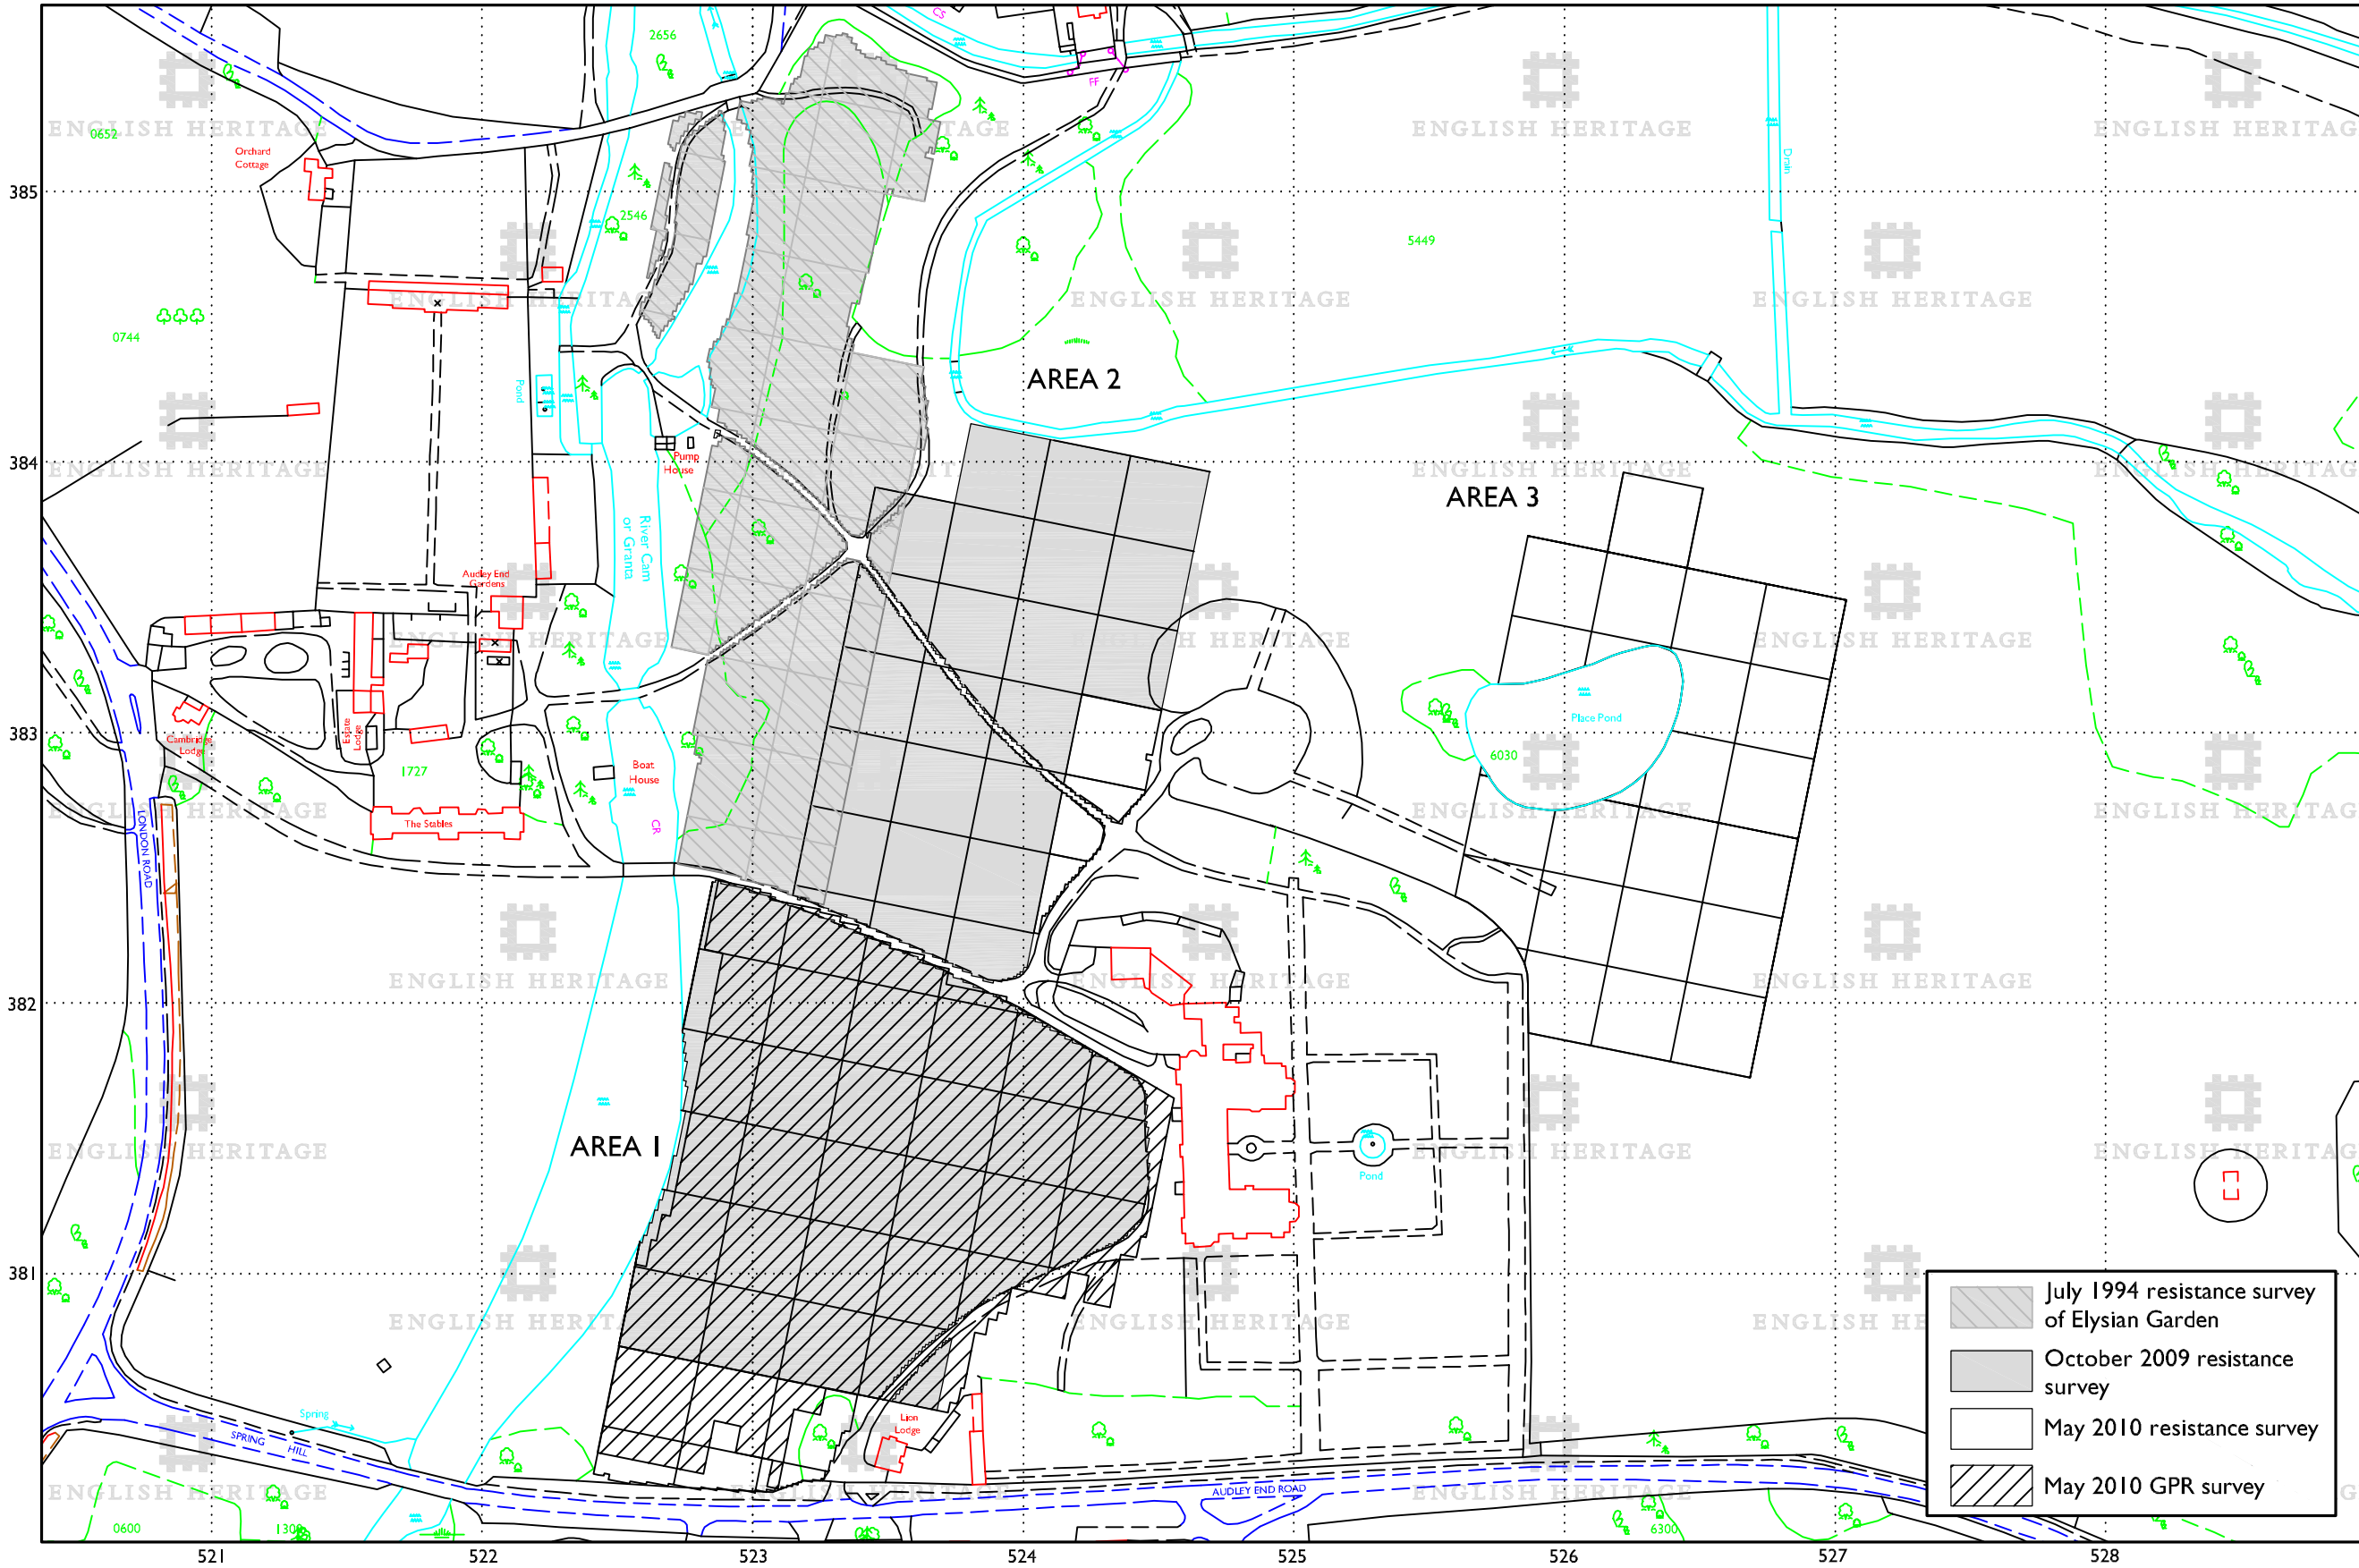 CS
2656
FF
0652
Orchard
Cottage
Drain
385
2546
5449
0744
AREA 2
Pond
Pump
House
384
AREA 3
River Cam
or Granta
Audley End
Gardens
383
Cambridge
Lodge
Estate
Lodge
Place Pond
6030
1727
Boat
House
The Stables
CR
LONDON ROAD
382
AREA 1
Pond
381
July 1994 resistance survey
of Elysian Garden
October 2009 resistance
survey
May 2010 resistance survey
May 2010 GPR survey
Spring
SPRING HILL
Lion
Lodge
AUDLEY END ROAD
0600
1300
6300
521 522 523 524 525 526 527 528
ENGLISH HERITAGE